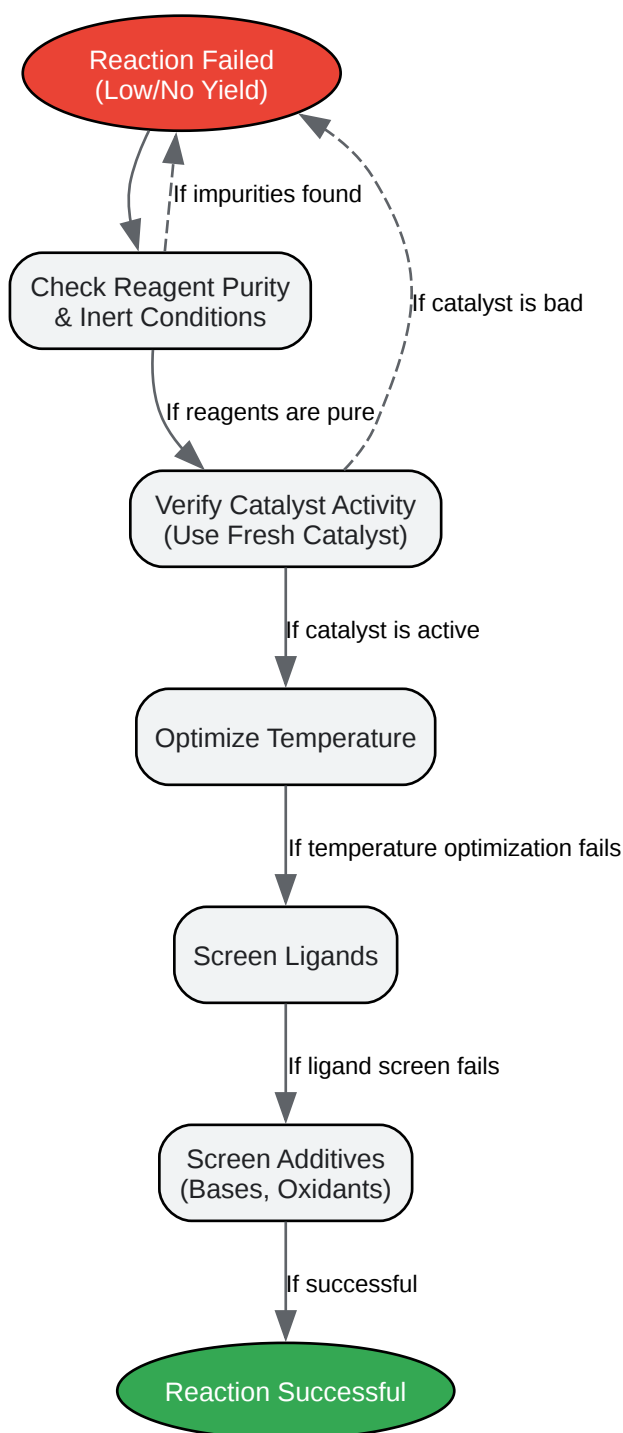 Reaction Failed
(Low/No Yield)
If impurities found
Check Reagent Purity
& Inert Conditions
If catalyst is bad
If reagents are pure
Verify Catalyst Activity
(Use Fresh Catalyst)
If catalyst is active
Optimize Temperature
If temperature optimization fails
Screen Ligands
If ligand screen fails
Screen Additives
(Bases, Oxidants)
If successful
Reaction Successful